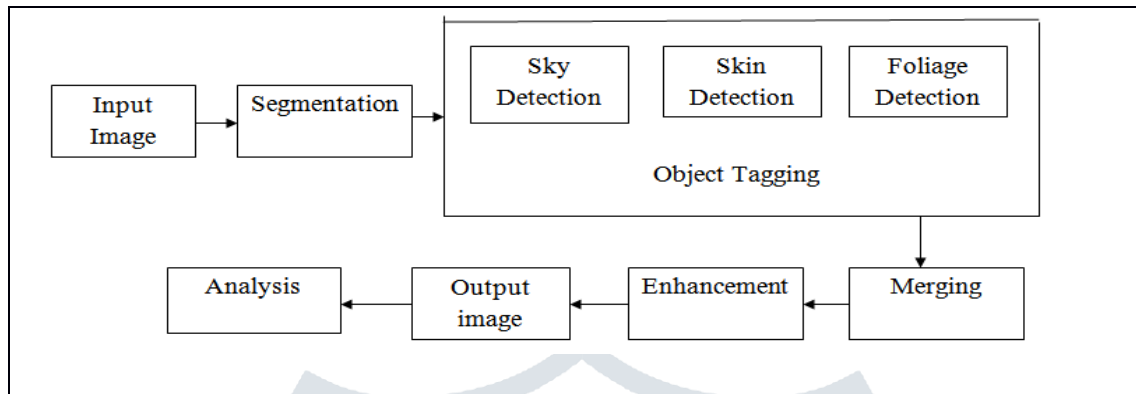 Sky
Detection
Skin
Detection
Foliage
Detection
Input
Image
Segmentation
Object Tagging
Analysis
Output
image
Enhancement
Merging